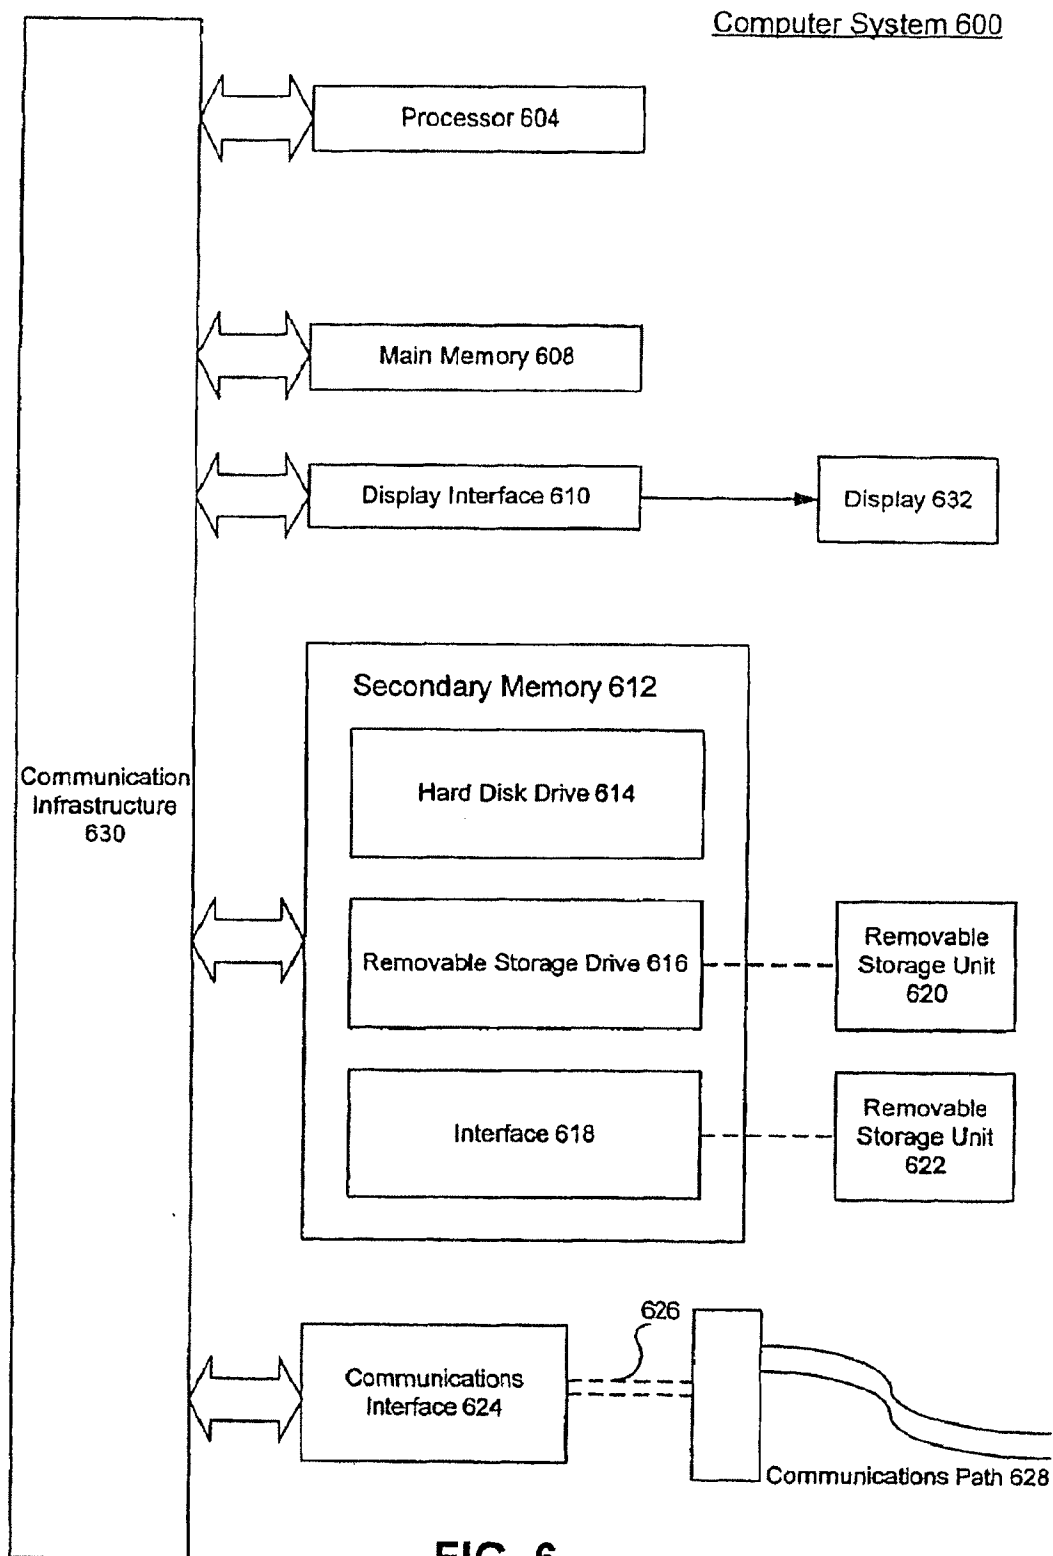 Computer System 600
Processor 604
Main Memory 608
Display Interface 610
Display 632
Secondary Memory 612
Hard Disk Drive 614
Communication
Infrastructure
630
Removable Storage Drive 616
Removable
Storage Unit
620
Interface 618
Removable
Storage Unit
622
626
Communications
Interface 624
Communications Path 628
FIG. 6